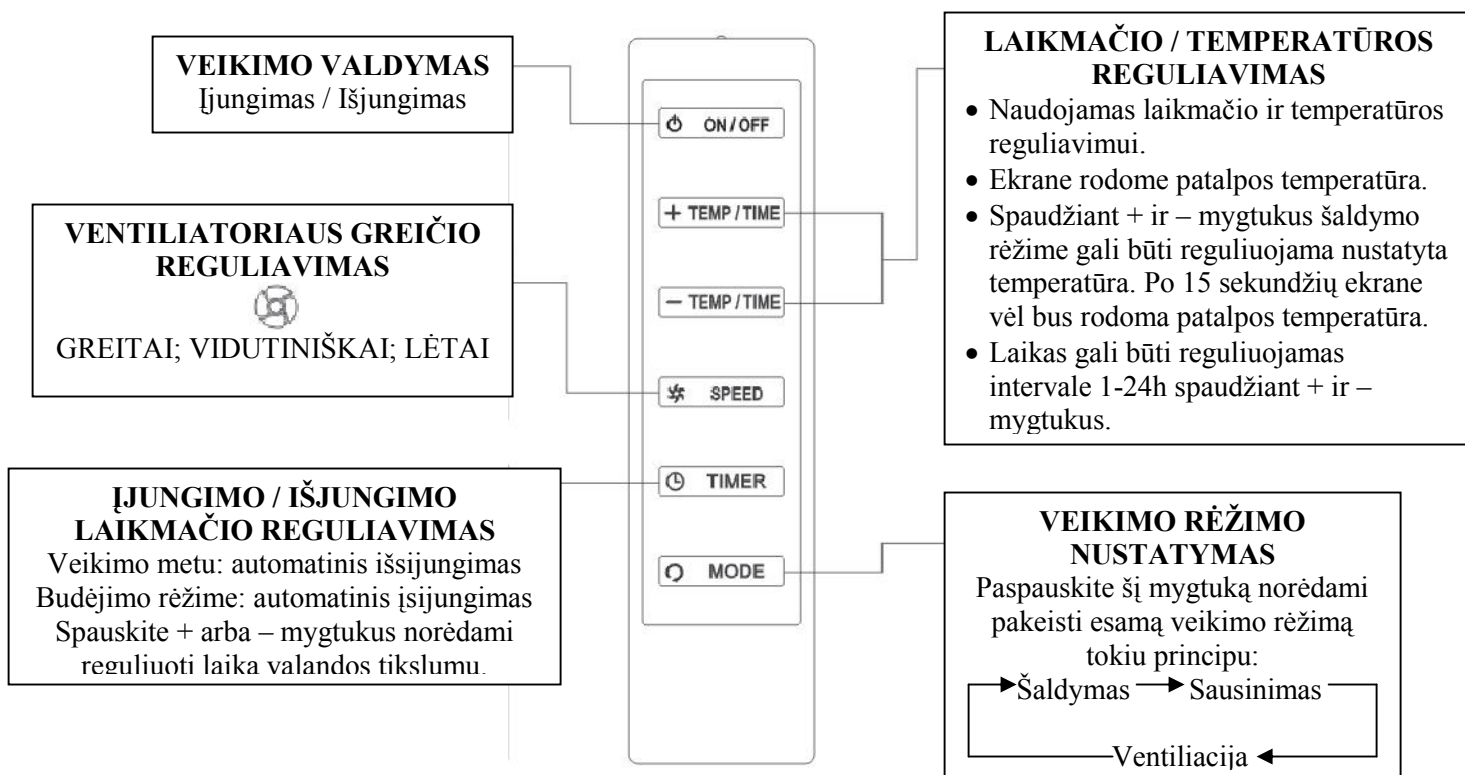 VEIKIMO VALDYMAS
Įjungimas / Išjungimas
VENTILIATORIAUS GREIČIO
REGULIAVIMAS
GREITAI; VIDUTINIŠKAI; LĖTAI
ĮJUNGIMO / IŠJUNGIMO
LAIKMAČIO REGULIAVIMAS
Veikimo metu: automatinis išsijungimas
Budėjimo rėžime: automatinis įsijungimas
Spauskite + arba – mygtukus norėdami
reguliuoti laiką valandos tikslumu.
ON/OFF
+ TEMP/TIME
– TEMP/TIME
SPEED
TIMER
MODE
LAIKMAČIO / TEMPERATŪROS
REGULIAVIMAS
• Naudojamas laikmačio ir temperatūros
reguliavimui.
• Ekrane rodome patalpos temperatūra.
• Spaudžiant + ir – mygtukus šaldymo
rėžime gali būti reguliuojama nustatyta
temperatūra. Po 15 sekundžių ekrane
vėl bus rodoma patalpos temperatūra.
• Laikas gali būti reguliuojamas
intervale 1-24h spaudžiant + ir –
mygtukus.
VEIKIMO RĖŽIMO
NUSTATYMAS
Paspauskite šį mygtuką norėdami
pakeisti esamą veikimo rėžimą
tokiu principu:
Šaldymas Sausinimas
Ventiliacija